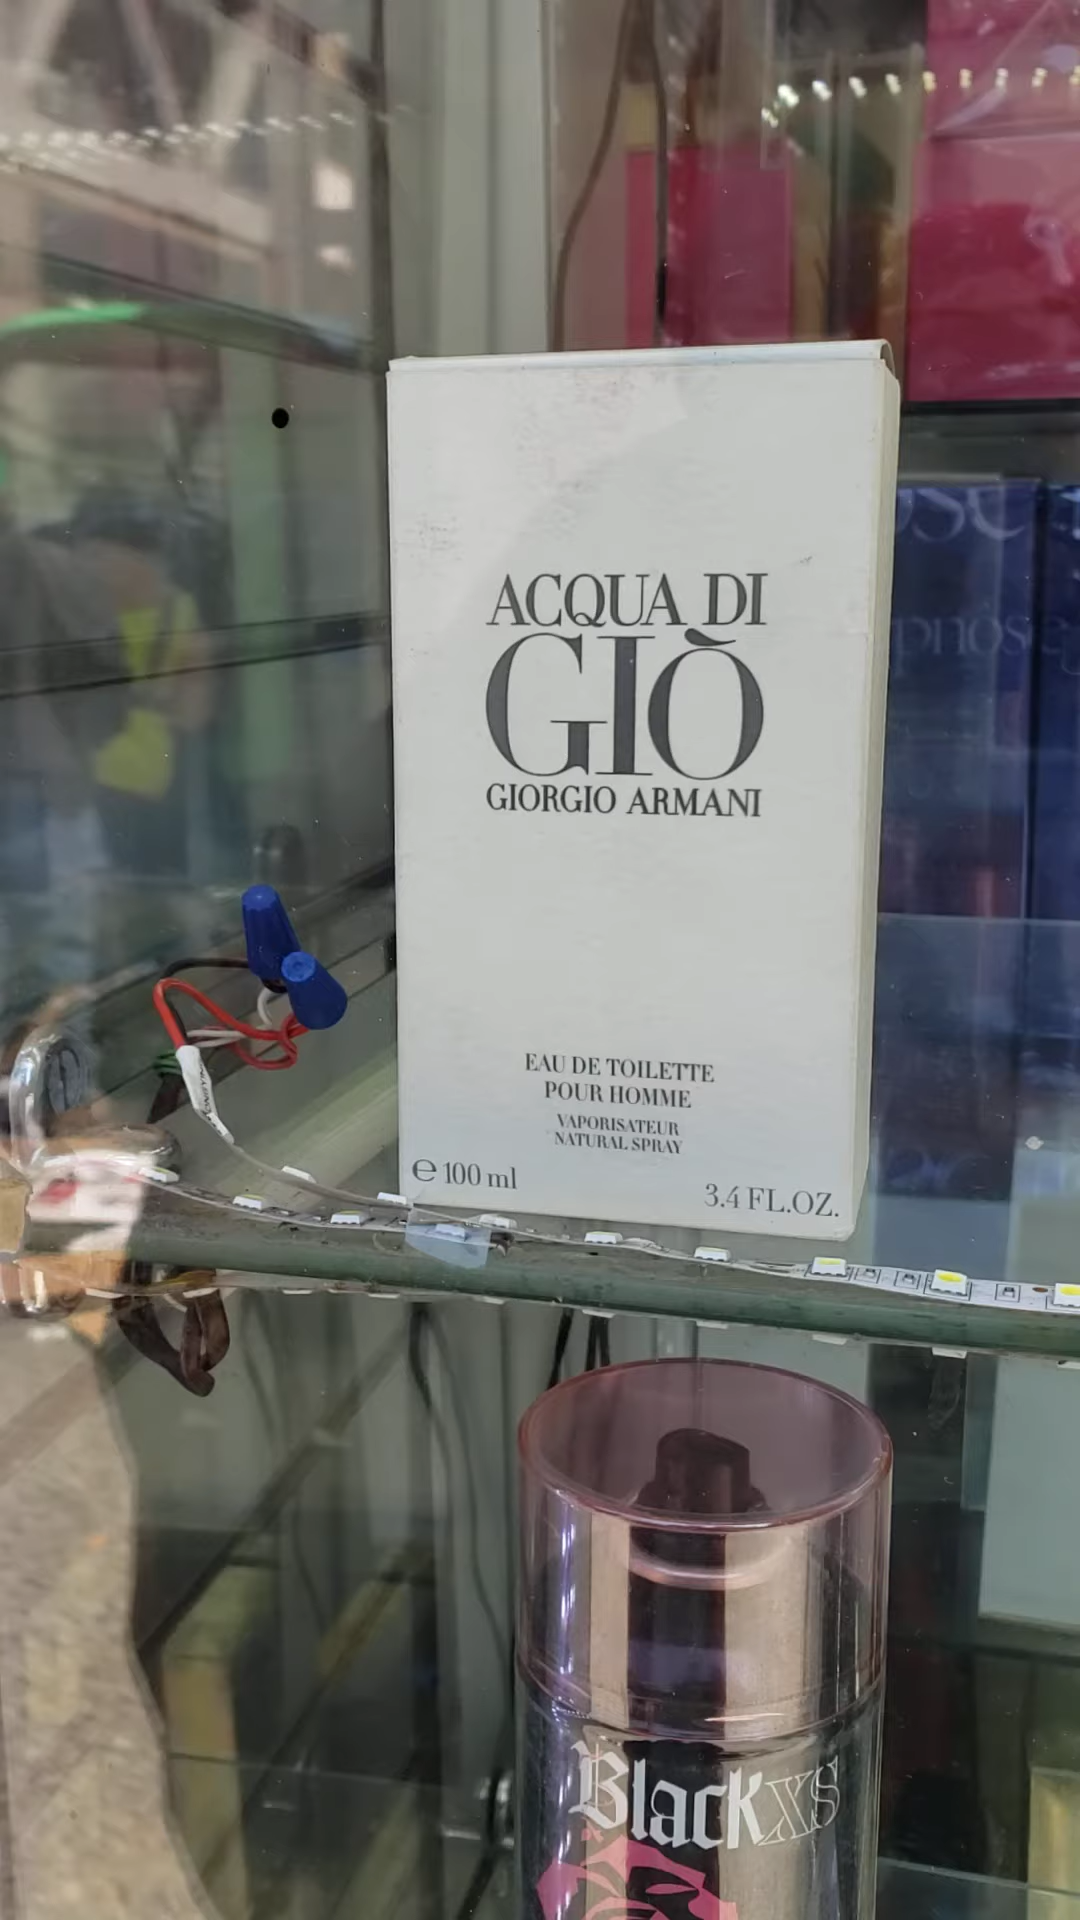 ACQUA DI
GIÒ
GIORGIO ARMANI
EAU DE TOILETTE
POUR HOMME
VAPORISATEUR
NATURAL SPRAY
e 100 ml
3.4 FL.OZ.
BlackXS